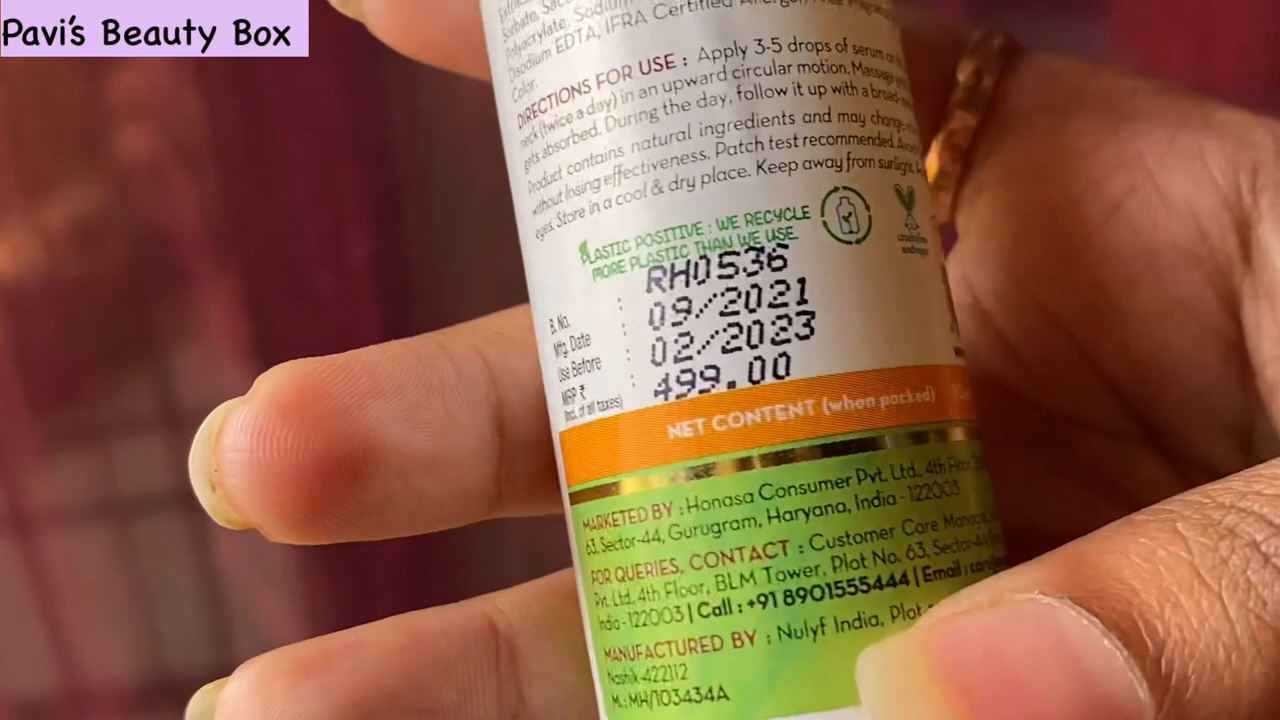 Pavi's Beauty Box
Sorbate,
Polyacrylate, Sodium
Disodium EDTA, IFRA Certified Allergen Free
Color.
DIRECTIONS FOR USE : Apply 3-5 drops of serum on
neck (twice a day) in an upward circular motion. Massage
gets absorbed. During the day, follow it up with a broad
Product contains natural ingredients and may change
without losing effectiveness. Patch test recommended.
eyes. Store in a cool & dry place. Keep away from sunlight.
PLASTIC POSITIVE : WE RECYCLE
MORE PLASTIC THAN WE USE.
B. No. : RH0536
Mfg. Date : 09/2021
Use Before : 02/2023
MRP ₹ : 499.00
(Incl. of all taxes)
NET CONTENT (when packed)
MARKETED BY : Honasa Consumer Pvt. Ltd., 4th Floor
63, Sector-44, Gurugram, Haryana, India - 122003
FOR QUERIES, CONTACT : Customer Care Manager
Pvt. Ltd. 4th Floor, BLM Tower, Plot No. 63, Sector-44
India-122003 | Call : +91 8901555444 | Email :
MANUFACTURED BY : Nulyf India, Plot
Nashik-422112
M.: MH/103434A